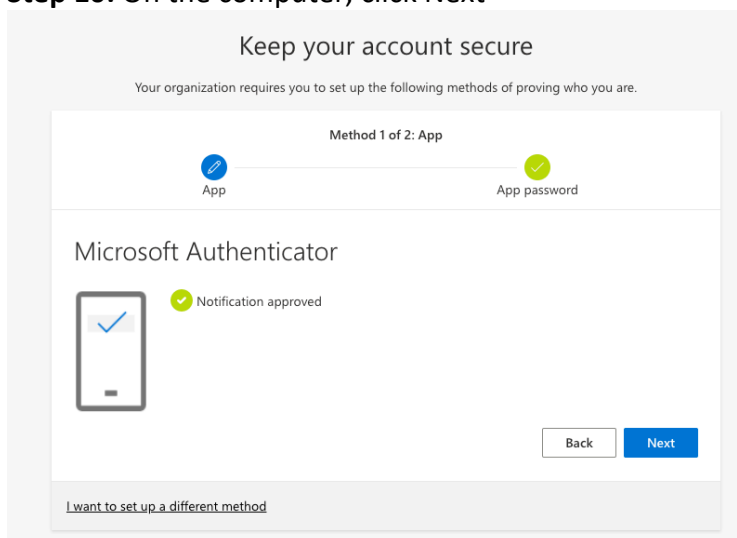 Step On the computer, click Next
Keep your account secure
Your organization requires you to set up the following methods of proving who you are.
Method 1 of 2: App
App App password
Microsoft Authenticator
Notification approved
Back Next
I want to set up a different method